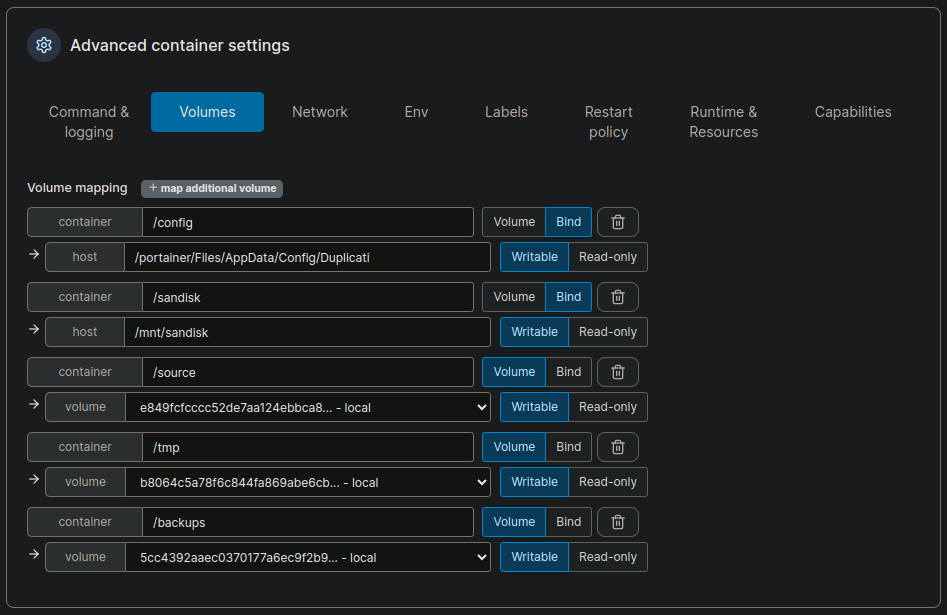 Advanced container settings
Command & logging
Volumes
Network
Env
Labels
Restart policy
Runtime & Resources
Capabilities
Volume mapping + map additional volume
container /config Volume Bind
→ host /portainer/Files/AppData/Config/Duplicati Writable Read-only
container /sandisk Volume Bind
→ host /mnt/sandisk Writable Read-only
container /source Volume Bind
→ volume e849fcfcccc52de7aa124ebbca8... - local Writable Read-only
container /tmp Volume Bind
→ volume b8064c5a78f6c844fa869abe6cb... - local Writable Read-only
container /backups Volume Bind
→ volume 5cc4392aaec0370177a6ec9f2b9... - local Writable Read-only